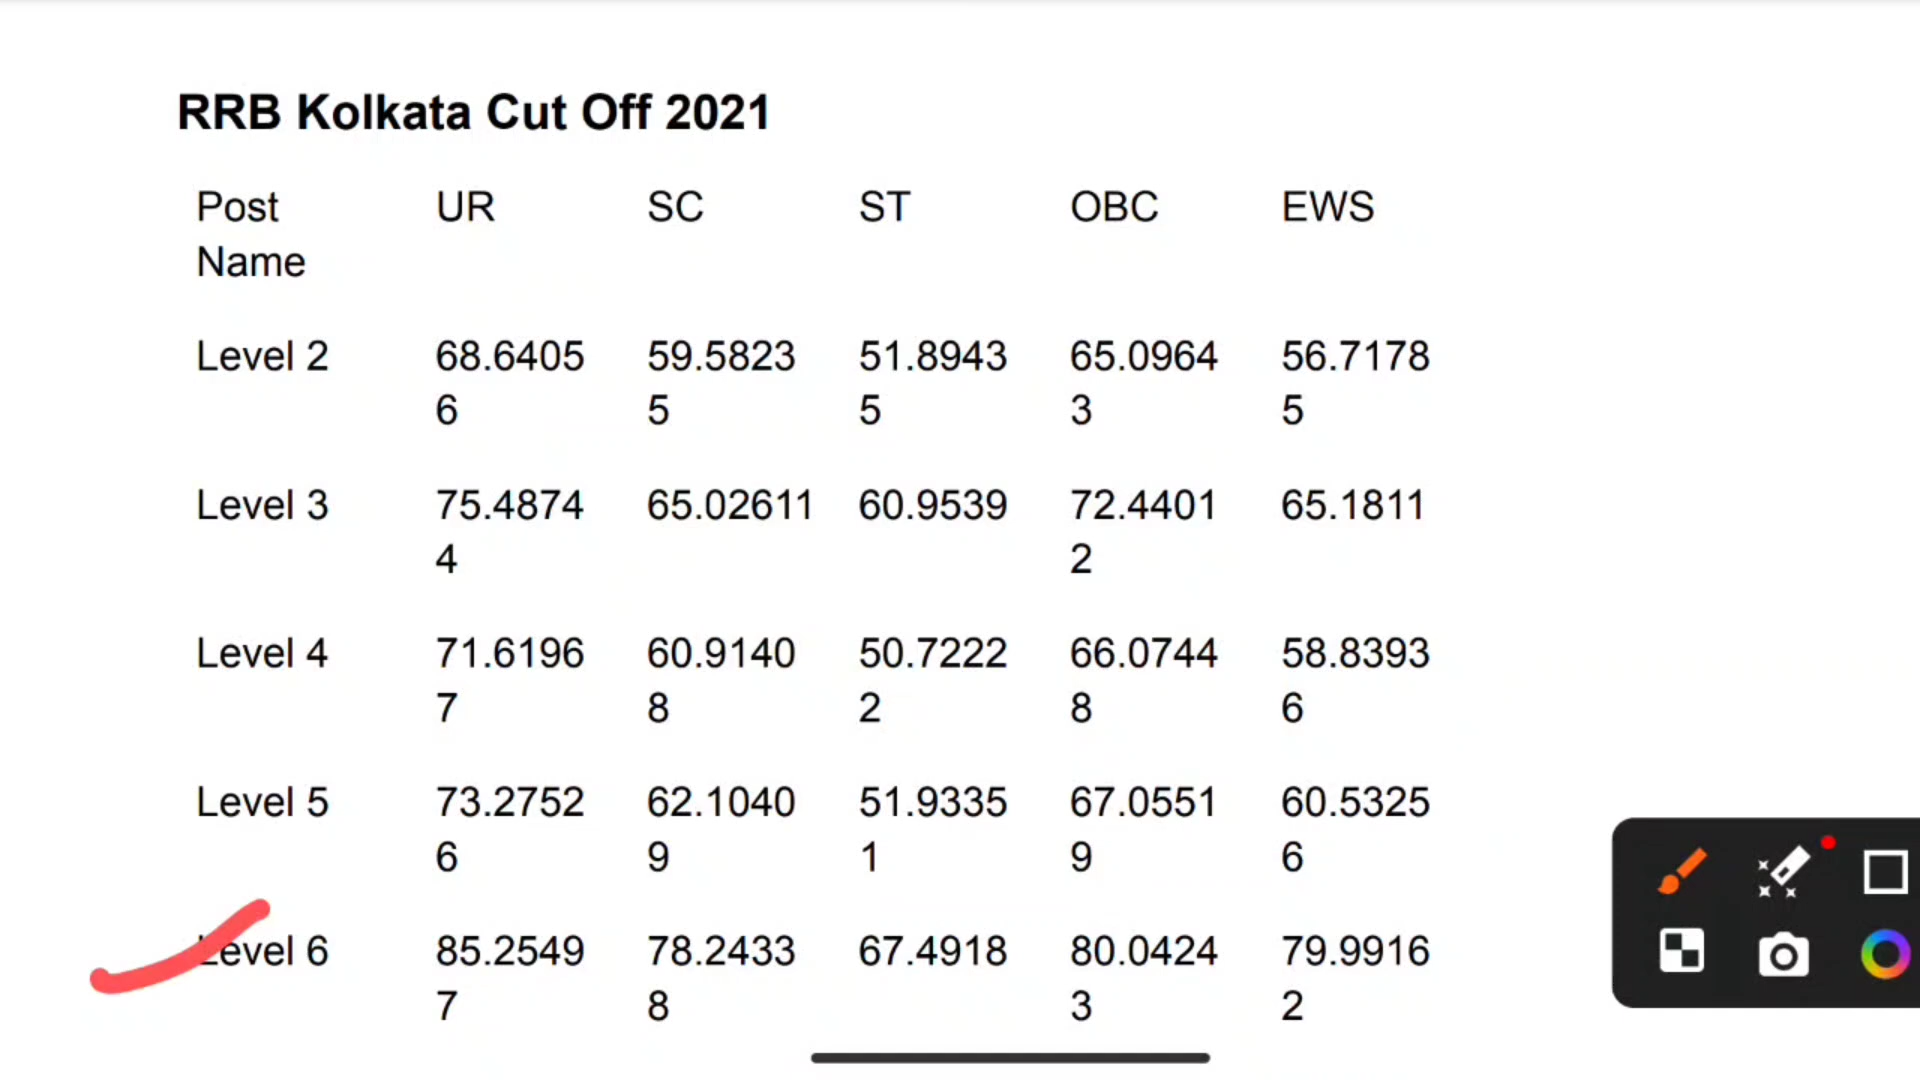 RRB Kolkata Cut Off 2021
Post UR SC ST OBC EWS
Name
Level 2 68.6405 59.5823 51.8943 65.0964 56.7178
6 5 5 3 5
Level 3 75.4874 65.02611 60.9539 72.4401 65.1811
4 2
Level 4 71.6196 60.9140 50.7222 66.0744 58.8393
7 8 2 8 6
Level 5 73.2752 62.1040 51.9335 67.0551 60.5325
6 9 1 9 6
Level 6 85.2549 78.2433 67.4918 80.0424 79.9916
7 8 3 2